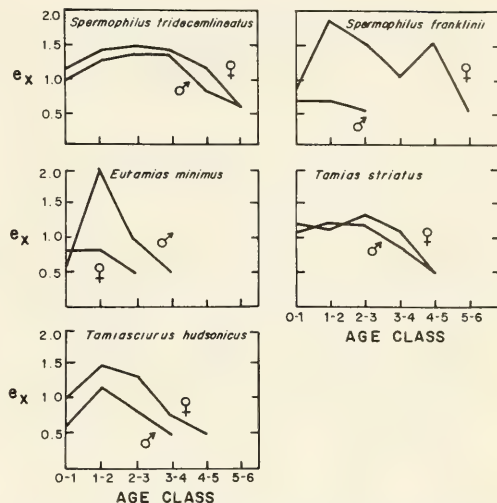 Spermophilus tridecemlineatus
2.0
1.5
1.0
0.5
ex
♀
♂
Spermophilus franklinii
♀
♂
Eutamias minimus
2.0
1.5
1.0
0.5
ex
♂
♀
Tamias striatus
♂
♀
0-1 1-2 2-3 3-4 4-5 5-6
AGE CLASS
Tamiasciurus hudsonicus
2.0
1.5
1.0
0.5
ex
♀
♂
0-1 1-2 2-3 3-4 4-5 5-6
AGE CLASS